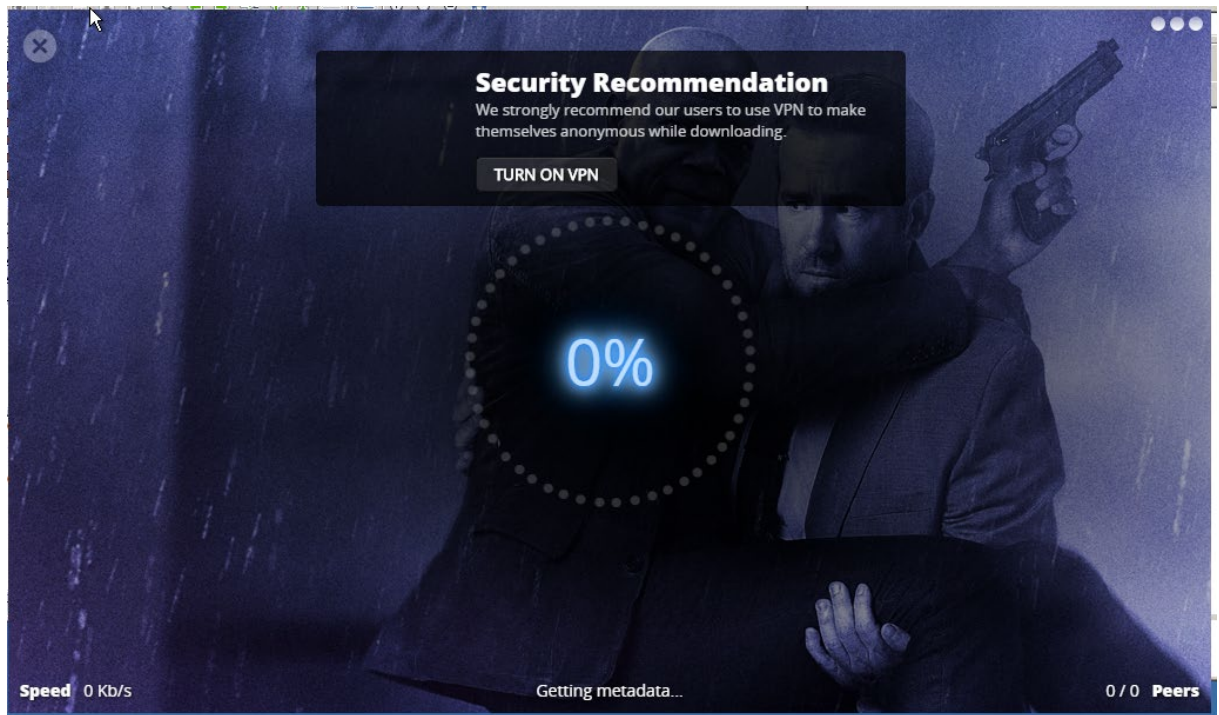 Security Recommendation
We strongly recommend our users to use VPN to make
themselves anonymous while downloading.
TURN ON VPN
0%
Speed 0 Kb/s
Getting metadata...
0 / 0 Peers